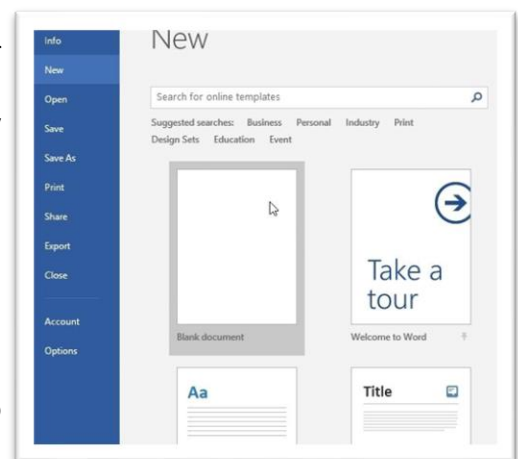 Info
New
Open
Save
Save As
Print
Share
Export
Close
Account
Options
New
Search for online templates
Suggested searches: Business Personal Industry Print
Design Sets Education Event
Take a
tour
Blank document
Welcome to Word
Aa
Title